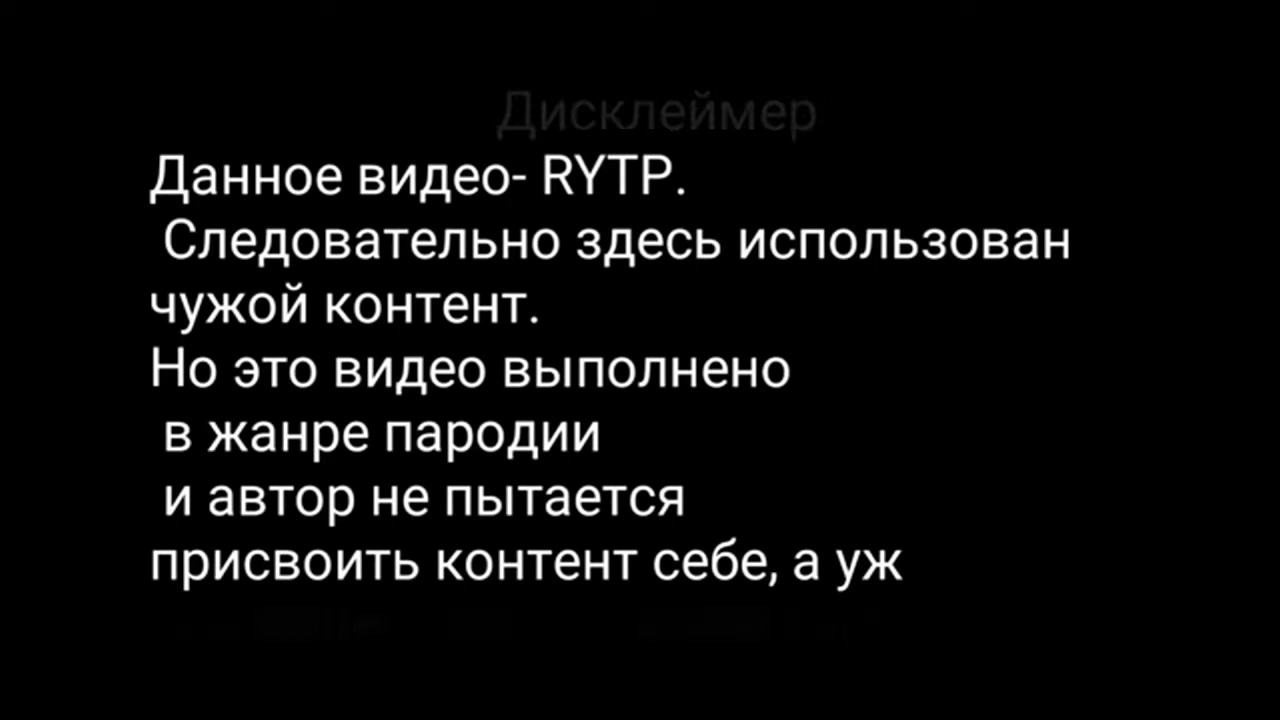 Дисклеймер
Данное видео- RYTP.
Следовательно здесь использован
чужой контент.
Но это видео выполнено
в жанре пародии
и автор не пытается
присвоить контент себе, а уж